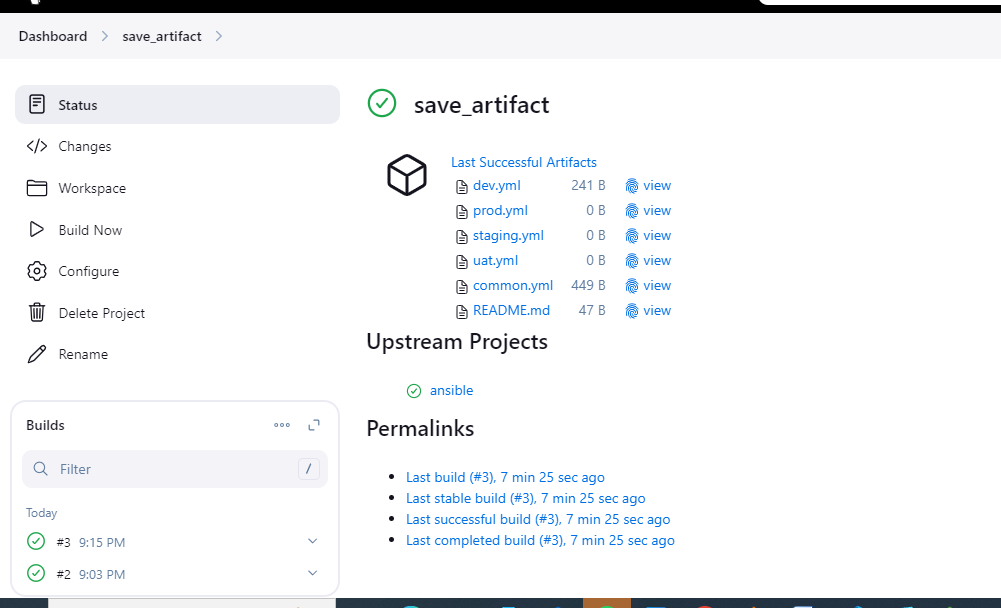 Dashboard > save_artifact >
Status
Changes
Workspace
Build Now
Configure
Delete Project
Rename
Builds
Filter /
Today
#3 9:15 PM
#2 9:03 PM
save_artifact
Last Successful Artifacts
dev.yml 241 B view
prod.yml 0 B view
staging.yml 0 B view
uat.yml 0 B view
common.yml 449 B view
README.md 47 B view
Upstream Projects
ansible
Permalinks
Last build (#3), 7 min 25 sec ago
Last stable build (#3), 7 min 25 sec ago
Last successful build (#3), 7 min 25 sec ago
Last completed build (#3), 7 min 25 sec ago